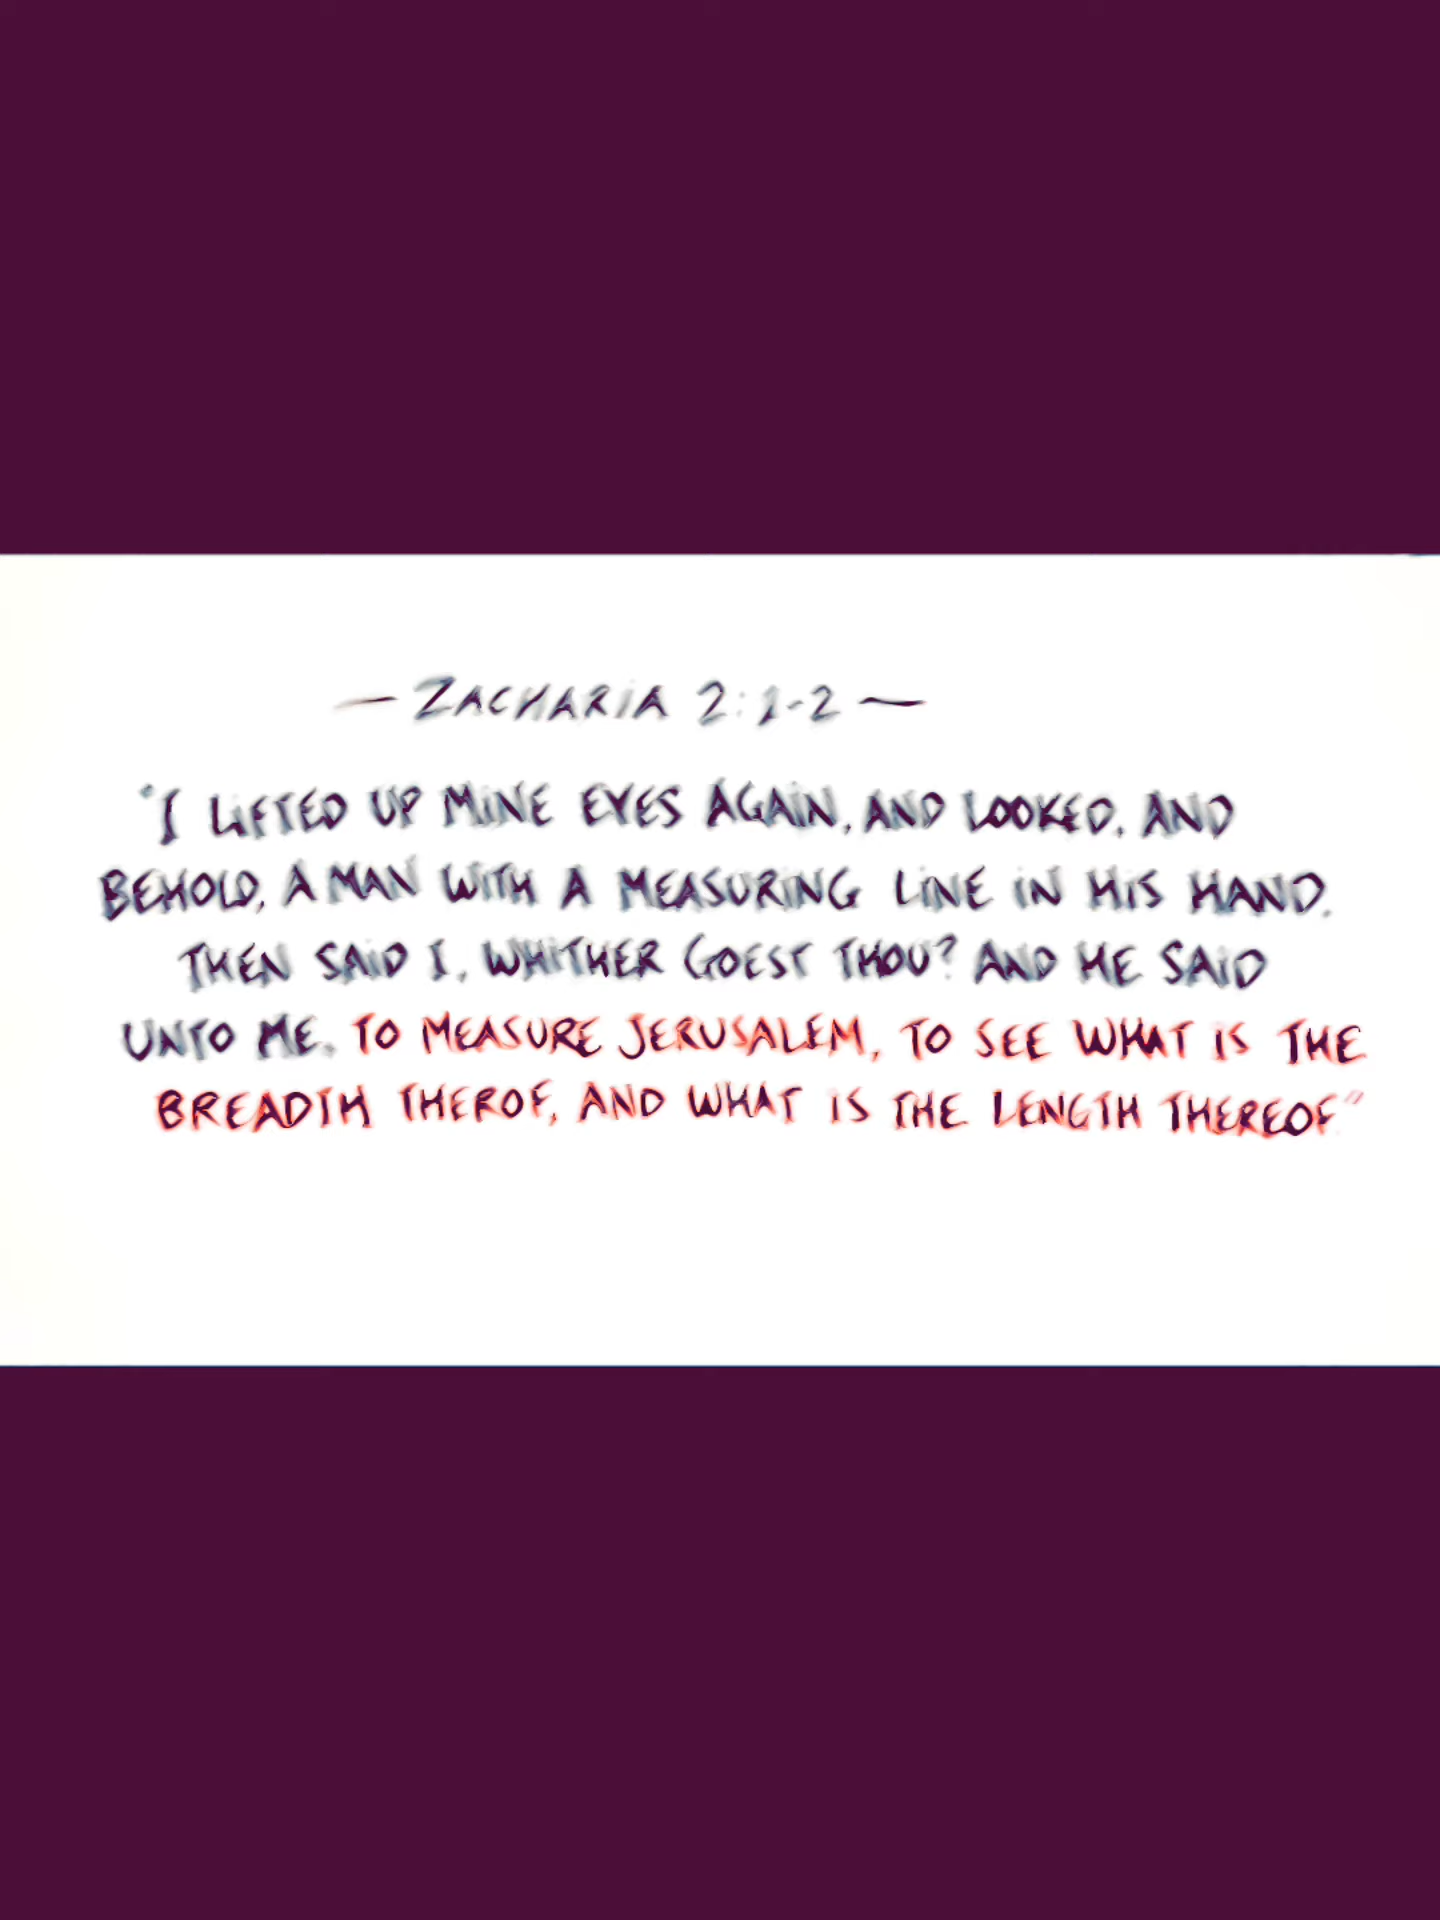 — ZACHARIA 2:1-2 —
"I LIFTED UP MINE EYES AGAIN, AND LOOKED, AND
BEHOLD, A MAN WITH A MEASURING LINE IN HIS HAND.
THEN SAID I, WHITHER GOEST THOU? AND HE SAID
UNTO ME, TO MEASURE JERUSALEM, TO SEE WHAT IS THE
BREADTH THEROF, AND WHAT IS THE LENGTH THEREOF"